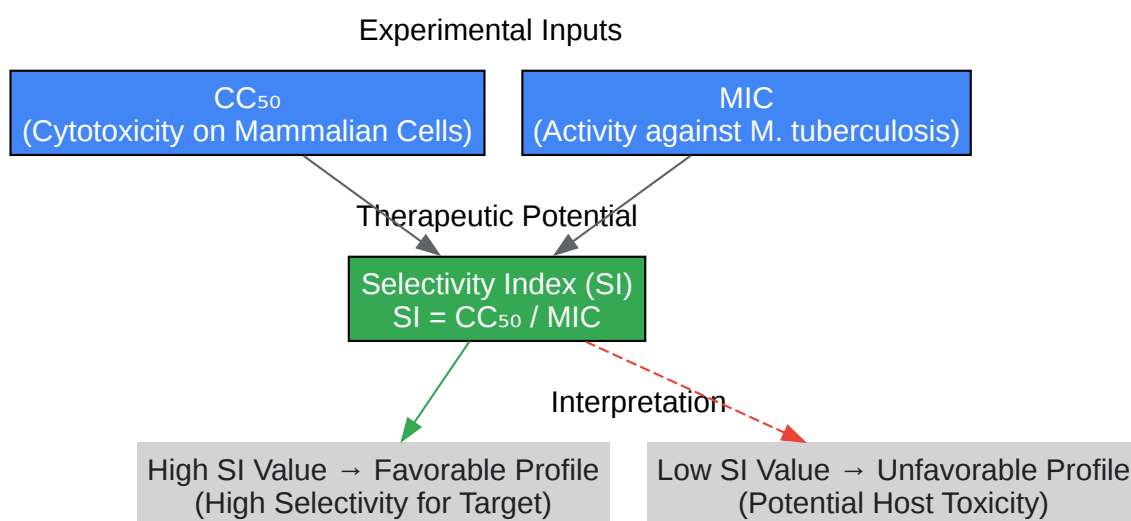 Experimental Inputs
CC₅₀
(Cytotoxicity on Mammalian Cells)
MIC
(Activity against M. tuberculosis)
Therapeutic Potential
Selectivity Index (SI)
SI = CC₅₀ / MIC
Interpretation
High SI Value → Favorable Profile
(High Selectivity for Target)
Low SI Value → Unfavorable Profile
(Potential Host Toxicity)